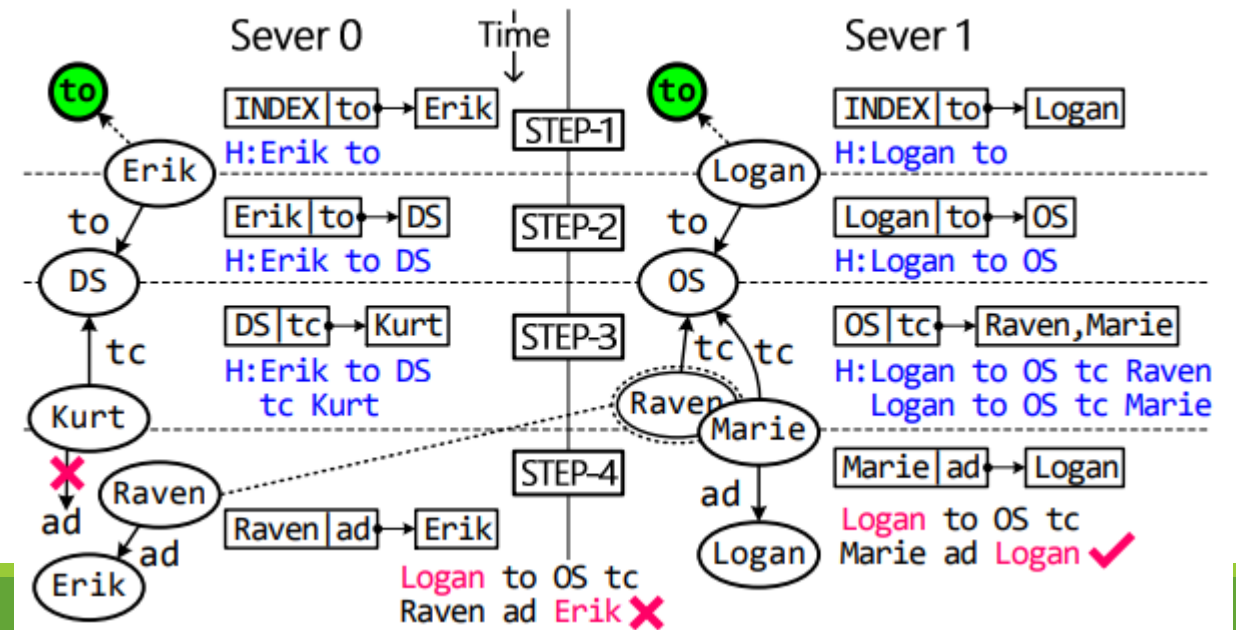 Sever 0
Time
Sever 1
to
INDEX|to → Erik
STEP-1
to
INDEX|to → Logan
H:Erik to
H:Logan to
Erik
Logan
to
Erik|to → DS
STEP-2
to
Logan|to → OS
H:Erik to DS
H:Logan to OS
DS
OS
tc
DS|tc → Kurt
STEP-3
tc
tc
OS|tc → Raven,Marie
H:Erik to DS
tc Kurt
H:Logan to OS tc Raven
Logan to OS tc Marie
Kurt
Raven
Marie
ad
Raven
STEP-4
ad
Marie|ad → Logan
ad
Raven|ad → Erik
Logan
Logan to OS tc
Marie ad Logan ✔
Erik
Logan to OS tc
Raven ad Erik ✖